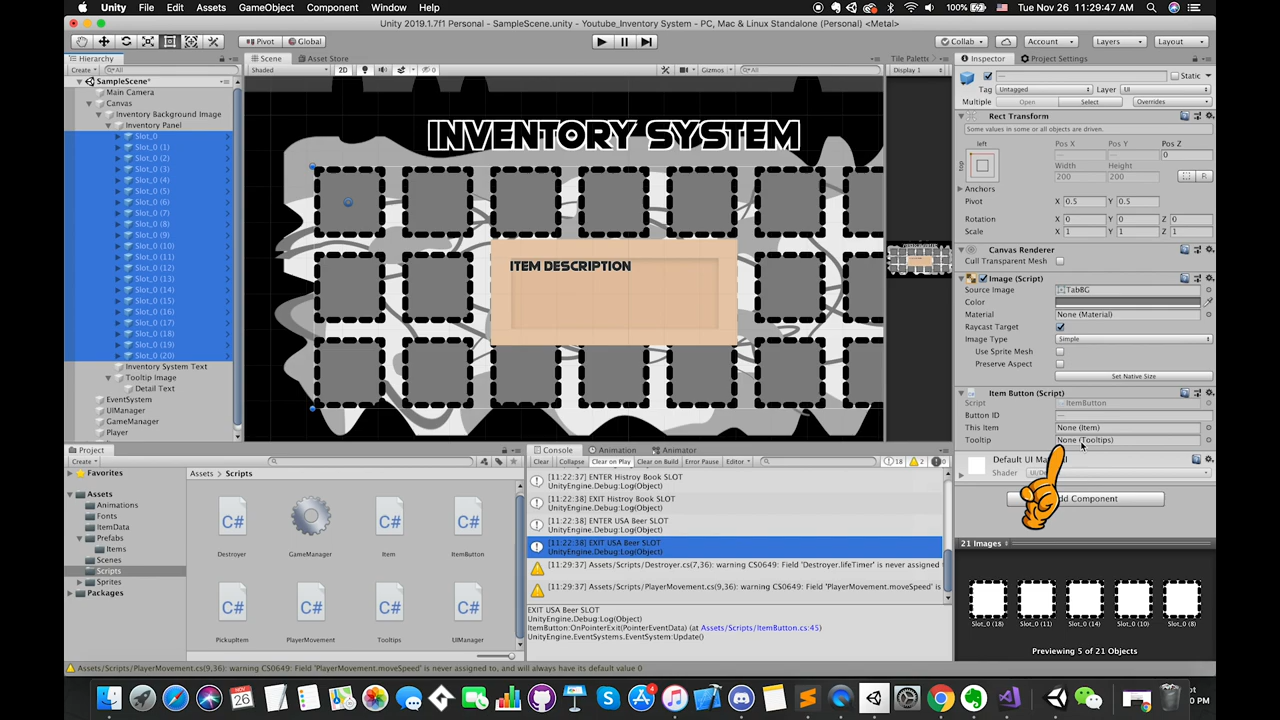 Unity File Edit Assets GameObject Component Window Help 100% Tue Nov 26 11:29:47 AM
Unity 2019.1.7f1 Personal - SampleScene.unity - Youtube_Inventory System - PC, Mac & Linux Standalone (Personal) <Metal>
Pivot Global Collab Account Layers Layout
Hierarchy Scene Asset Store Tile Palette Inspector Project Settings
Create All Shaded 2D 0 Gizmos All Display 1
SampleScene*
Main Camera
Canvas
Inventory Background Image
Inventory Panel
Slot_0
Slot_0 (1)
Slot_0 (2)
Slot_0 (3)
Slot_0 (4)
Slot_0 (5)
Slot_0 (6)
Slot_0 (7)
Slot_0 (8)
Slot_0 (9)
Slot_0 (10)
Slot_0 (11)
Slot_0 (12)
Slot_0 (13)
Slot_0 (14)
Slot_0 (15)
Slot_0 (16)
Slot_0 (17)
Slot_0 (18)
Slot_0 (19)
Slot_0 (20)
Inventory System Text
Tooltip Image
Detail Text
EventSystem
UIManager
GameManager
Player
INVENTORY SYSTEM
ITEM DESCRIPTION
— Static
Tag Untagged Layer UI
Multiple Open Select Overrides
Rect Transform
Some values in some or all objects are driven.
left Pos X Pos Y Pos Z
top — — 0
Width Height
200 200 R
Anchors
Pivot X 0.5 Y 0.5
Rotation X 0 Y 0 Z 0
Scale X 1 Y 1 Z 1
Canvas Renderer
Cull Transparent Mesh
Image (Script)
Source Image TabBG
Color
Material None (Material)
Raycast Target
Image Type Simple
Use Sprite Mesh
Preserve Aspect
Set Native Size
Item Button (Script)
Script ItemButton
Button ID —
This Item None (Item)
Tooltip None (Tooltips)
Default UI Ma
Shader
dd Component
21 Images
Slot_0 (18) Slot_0 (11) Slot_0 (14) Slot_0 (10) Slot_0 (8)
Previewing 5 of 21 Objects
Project
Create
Favorites
Assets
Animations
Fonts
ItemData
Prefabs
Items
Scenes
Scripts
Sprites
Packages
Assets Scripts
Destroyer GameManager Item ItemButton
PickupItem PlayerMovement Tooltips UIManager
Console Animation Animator
Clear Collapse Clear on Play Clear on Build Error Pause Editor 18 2 0
[11:22:37] ENTER Histroy Book SLOT
UnityEngine.Debug:Log(Object)
[11:22:38] EXIT Histroy Book SLOT
UnityEngine.Debug:Log(Object)
[11:22:38] ENTER USA Beer SLOT
UnityEngine.Debug:Log(Object)
[11:22:38] EXIT USA Beer SLOT
UnityEngine.Debug:Log(Object)
[11:29:37] Assets/Scripts/Destroyer.cs(7,36): warning CS0649: Field 'Destroyer.lifeTimer' is never assigned
[11:29:37] Assets/Scripts/PlayerMovement.cs(9,36): warning CS0649: Field 'PlayerMovement.moveSpeed' is never assigned
EXIT USA Beer SLOT
UnityEngine.Debug:Log(Object)
ItemButton:OnPointerExit(PointerEventData) (at Assets/Scripts/ItemButton.cs:45)
UnityEngine.EventSystems.EventSystem:Update()
Assets/Scripts/PlayerMovement.cs(9,36): warning CS0649: Field 'PlayerMovement.moveSpeed' is never assigned to, and will always have its default value 0
NOV
26